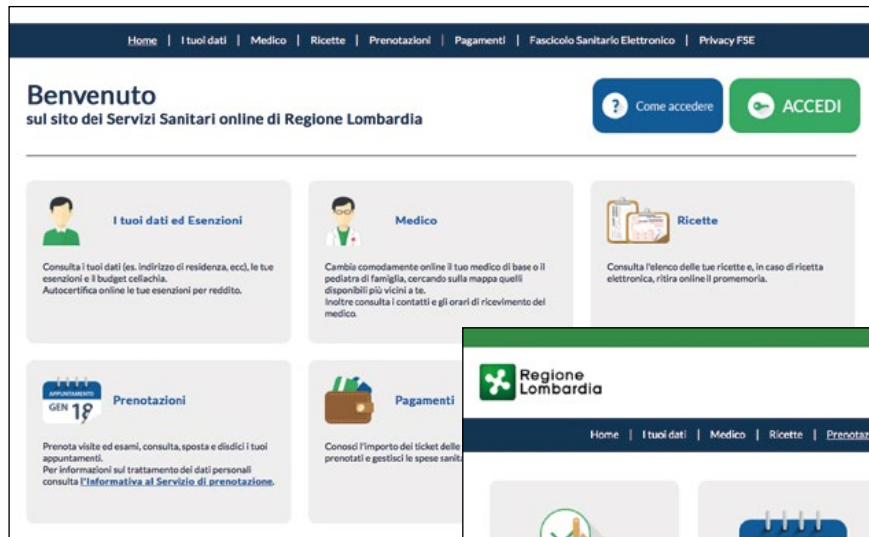 Home | I tuoi dati | Medico | Ricette | Prenotazioni | Pagamenti | Fascicolo Sanitario Elettronico | Privacy FSE
Benvenuto
sul sito dei Servizi Sanitari online di Regione Lombardia
? Come accedere
ACCEDI
I tuoi dati ed Esenzioni
Consulta i tuoi dati (es. indirizzo di residenza, ecc), le tue
esenzioni e il budget celiachia.
Autocertifica online le tue esenzioni per reddito.
Medico
Cambia comodamente online il tuo medico di base o il
pediatra di famiglia, cercando sulla mappa quelli
disponibili più vicini a te.
Inoltre consulta i contatti e gli orari di ricevimento del
medico.
Ricette
Consulta l'elenco delle tue ricette e, in caso di ricetta
elettronica, ritira online il promemoria.
APPUNTAMENTO
GEN 18
Prenotazioni
Prenota visite ed esami, consulta, sposta e disdici i tuoi
appuntamenti.
Per informazioni sul trattamento dei dati personali
consulta l'Informativa al Servizio di prenotazione.
Pagamenti
Conosci l'importo dei ticket delle
prenotati e gestisci le spese sanita
Regione
Lombardia
Home | I tuoi dati | Medico | Ricette | Prenotaz